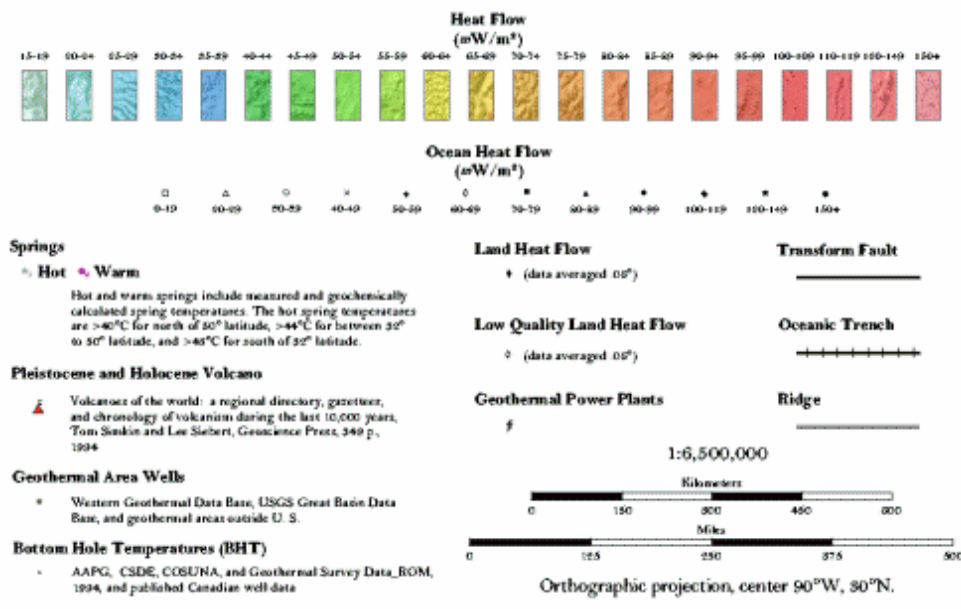 Heat Flow
(mW/m²)
15-19 20-24 25-29 30-34 35-39 40-44 45-49 50-54 55-59 60-64 65-69 70-74 75-79 80-84 85-89 90-94 95-99 100-109 110-119 120-149 150+
Ocean Heat Flow
(mW/m²)
0-19 20-29 30-39 40-49 50-59 60-69 70-79 80-89 90-99 100-119 120-149 150+
Springs
Hot Warm
Hot and warm springs include measured and geochemically
calculated spring temperatures. The hot spring temperatures
are >40°C for north of 50° latitude, >44°C for between 32°
to 50° latitude, and >48°C for south of 32° latitude.
Pleistocene and Holocene Volcano
Volcanoes of the world: a regional directory, gazetteer,
and chronology of volcanism during the last 10,000 years,
Tom Simkin and Lee Siebert, Geoscience Press, 349 p.,
1994
Geothermal Area Wells
Western Geothermal Data Base, USGS Great Basin Data
Base, and geothermal areas outside U. S.
Bottom Hole Temperatures (BHT)
AAPG, CSDE, COSUNA, and Geothermal Survey Data_ROM,
1994, and published Canadian well data
Land Heat Flow
(data averaged .05°)
Low Quality Land Heat Flow
(data averaged .05°)
Geothermal Power Plants
Transform Fault
Oceanic Trench
Ridge
1:6,500,000
Kilometers
0 150 300 450 600
Miles
0 125 250 375 500
Orthographic projection, center 90°W, 30°N.